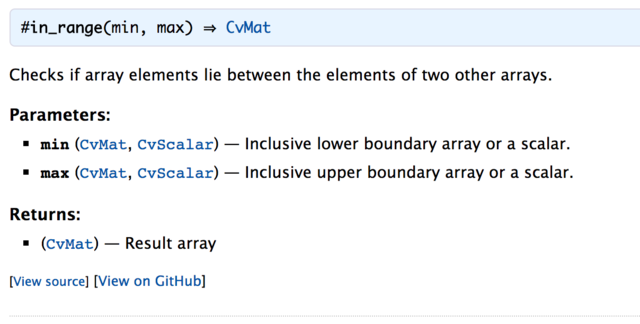 #in_range(min, max) ⇒ CvMat
Checks if array elements lie between the elements of two other arrays.
Parameters:
▪ min (CvMat, CvScalar) — Inclusive lower boundary array or a scalar.
▪ max (CvMat, CvScalar) — Inclusive upper boundary array or a scalar.
Returns:
▪ (CvMat) — Result array
[View source] [View on GitHub]